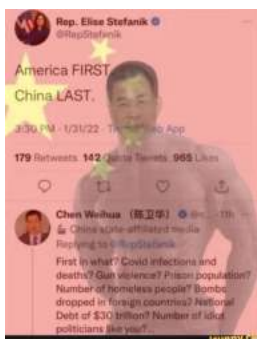 Rep. Elise Stefanik
@RepStefanik
America FIRST
China LAST.
3:30 PM · 1/31/22 · App
179 Retweets 142 Quote Tweets 965 Likes
Chen Weihua (陈卫华)
China state-affiliated media
Replying to @RepStefanik
First in what? Covid infections and
deaths? Gun violence? Prison population?
Number of homeless people? Bombs
dropped in foreign countries? National
Debt of $30 trillion? Number of idiot
politicians like you?